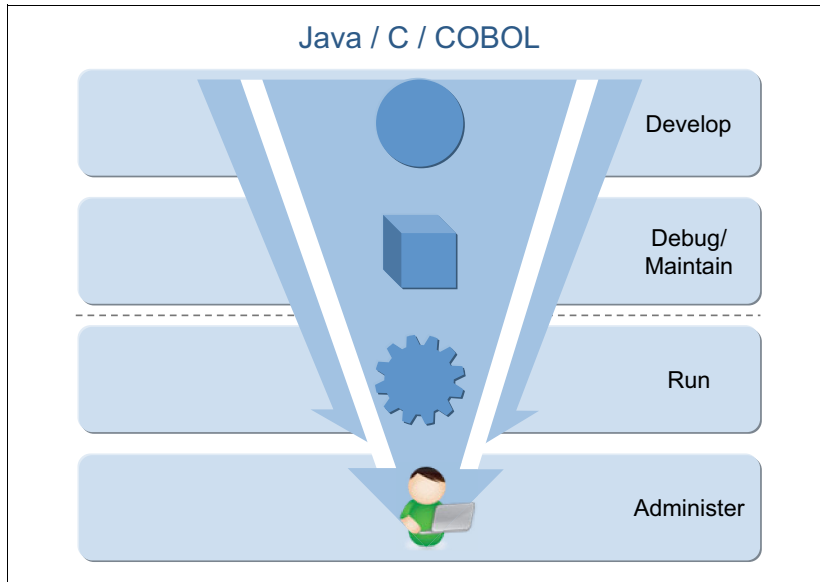 Java / C / COBOL
Develop
Debug/
Maintain
Run
Administer